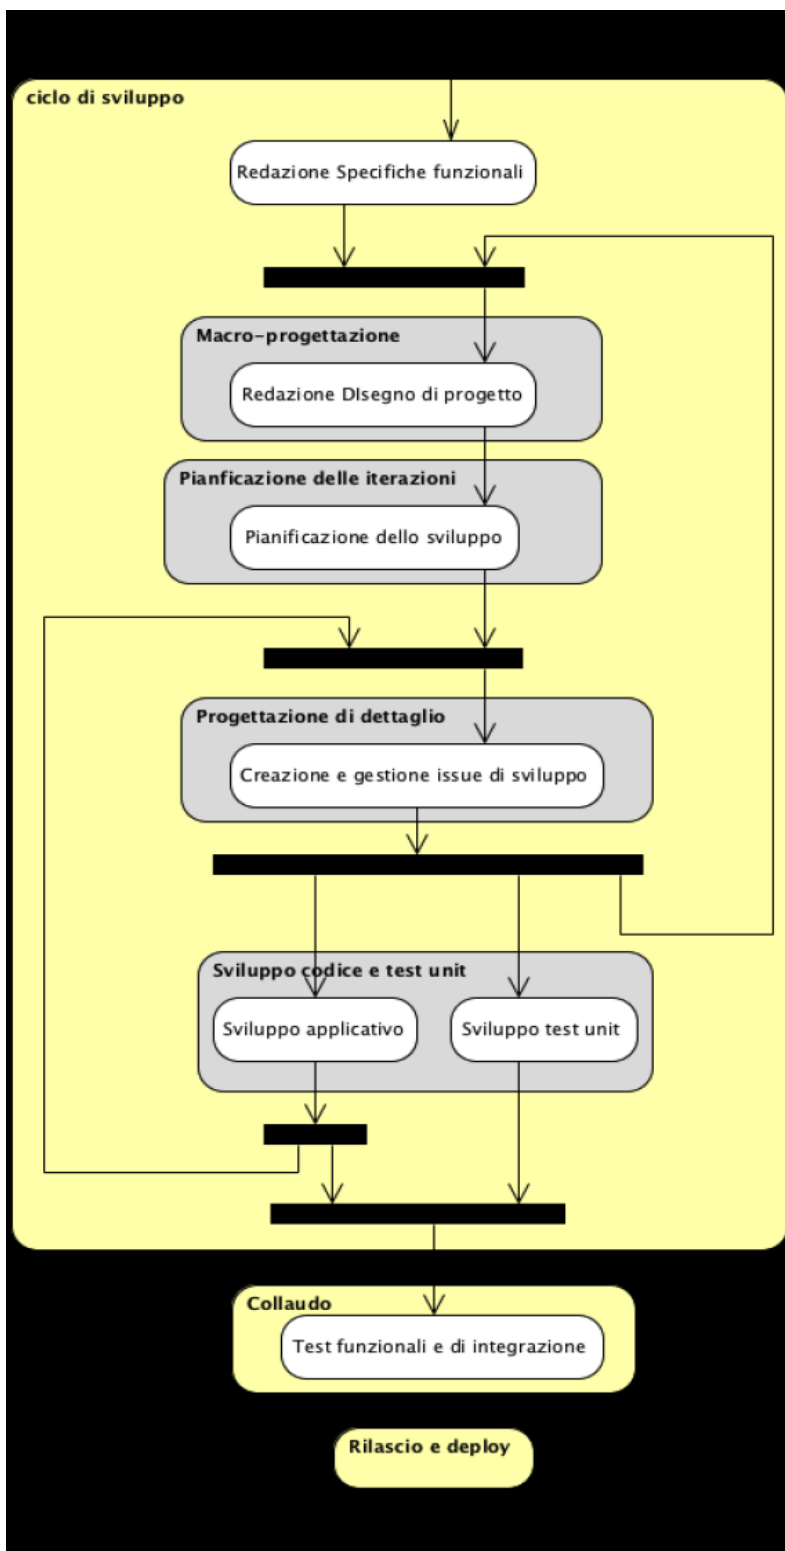 ciclo di sviluppo
Redazione Specifiche funzionali
Macro-progettazione
Redazione DIsegno di progetto
Pianficazione delle iterazioni
Pianificazione dello sviluppo
Progettazione di dettaglio
Creazione e gestione issue di sviluppo
Sviluppo codice e test unit
Sviluppo applicativo
Sviluppo test unit
Collaudo
Test funzionali e di integrazione
Rilascio e deploy